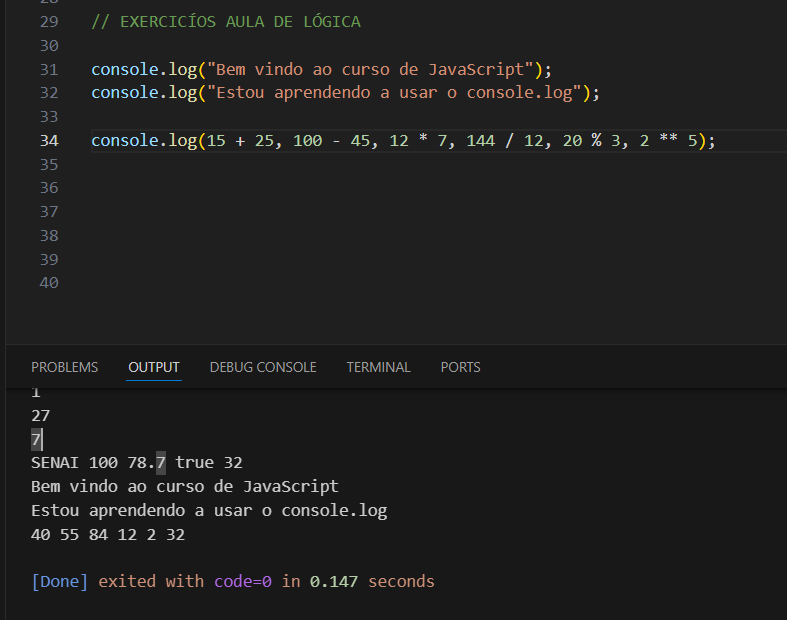 28
29 // EXERCICÍOS AULA DE LÓGICA
30
31 console.log("Bem vindo ao curso de JavaScript");
32 console.log("Estou aprendendo a usar o console.log");
33
34 console.log(15 + 25, 100 - 45, 12 * 7, 144 / 12, 20 % 3, 2 ** 5);
35
36
37
38
39
40
PROBLEMS OUTPUT DEBUG CONSOLE TERMINAL PORTS
1
27
7
SENAI 100 78.7 true 32
Bem vindo ao curso de JavaScript
Estou aprendendo a usar o console.log
40 55 84 12 2 32
[Done] exited with code=0 in 0.147 seconds